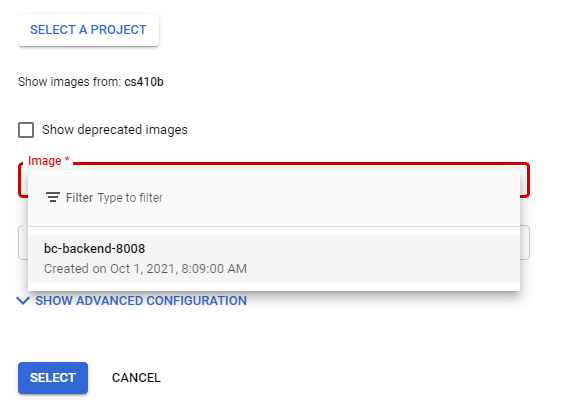 SELECT A PROJECT
Show images from: cs410b
Show deprecated images
Image *
Filter Type to filter
bc-backend-8008
Created on Oct 1, 2021, 8:09:00 AM
SHOW ADVANCED CONFIGURATION
SELECT CANCEL